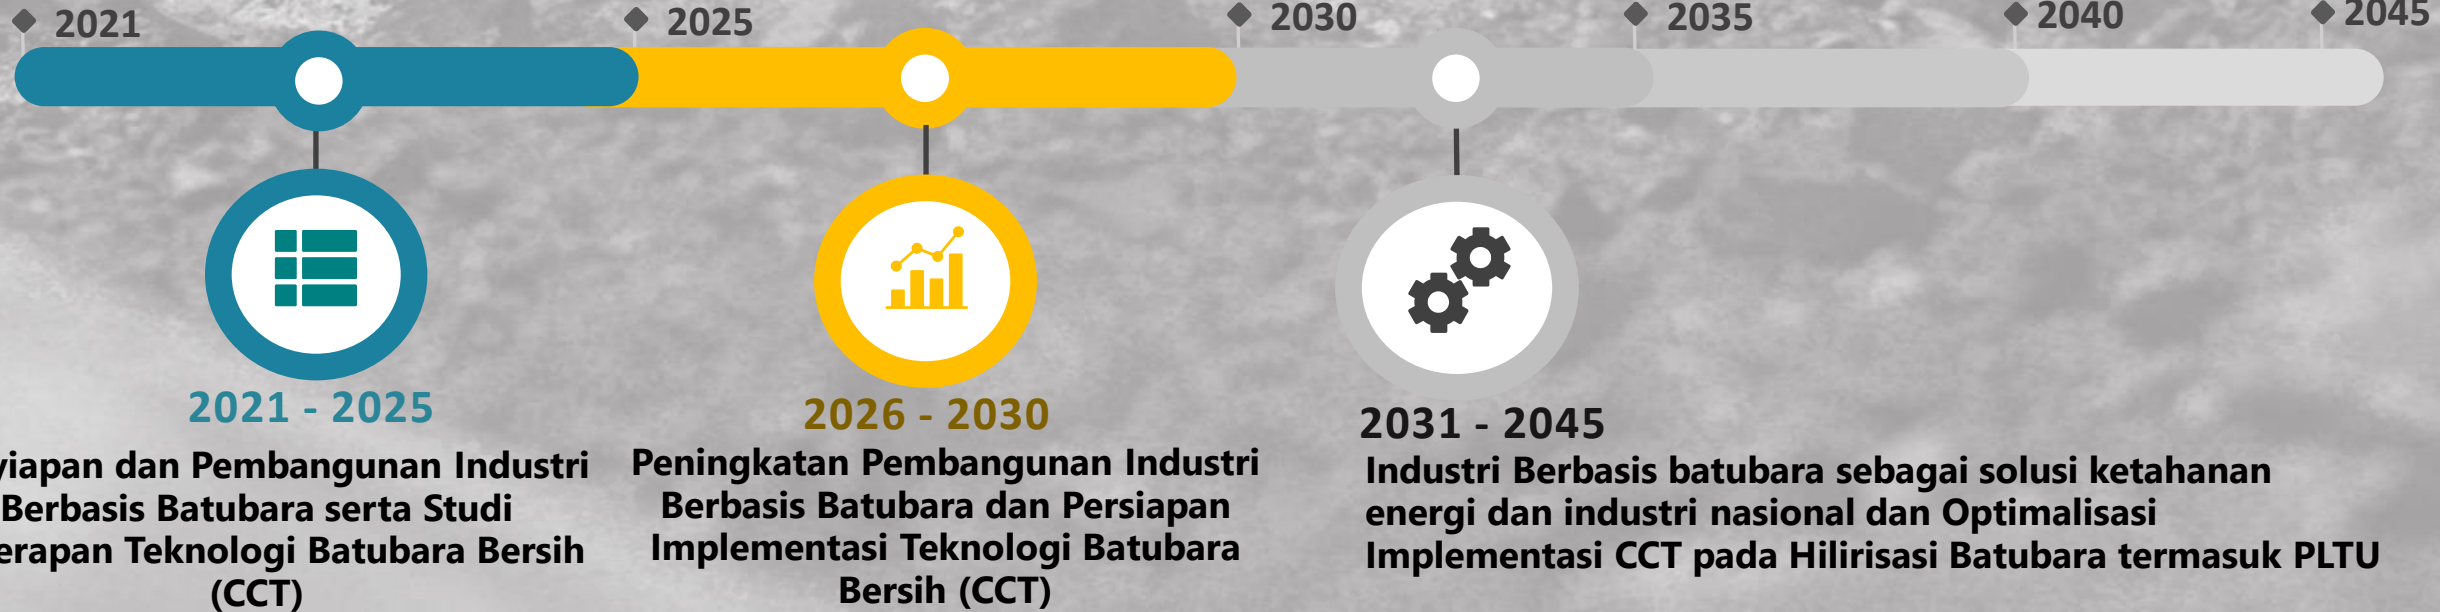 2021
2025
2030
2035
2040
2045
2021 - 2025
dan Pembangunan Industri
Berbasis Batubara serta Studi
Teknologi Batubara Bersih
(CCT)
2026 - 2030
Peningkatan Pembangunan Industri
Berbasis Batubara dan Persiapan
Implementasi Teknologi Batubara
Bersih (CCT)
2031 - 2045
Industri Berbasis batubara sebagai solusi ketahanan
energi dan industri nasional dan Optimalisasi
Implementasi CCT pada Hilirisasi Batubara termasuk PLTU